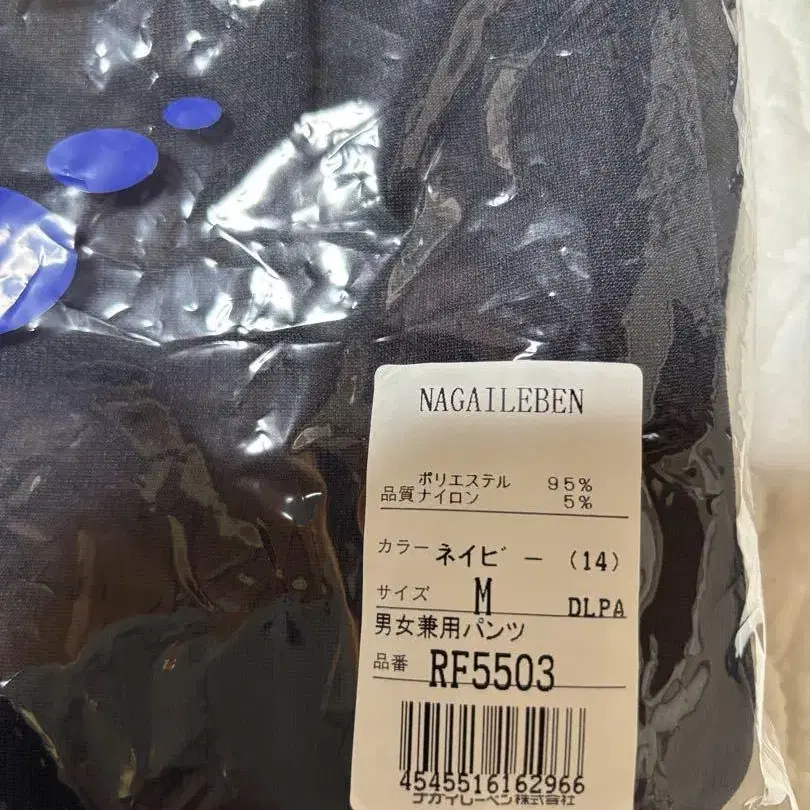 NAGAILEBEN
ポリエステル 95%
品質 ナイロン 5%
カラー ネイビー (14)
サイズ M DLPA
男女兼用パンツ
品番 RF5503
4545516162966
ナガイレーベン株式会社